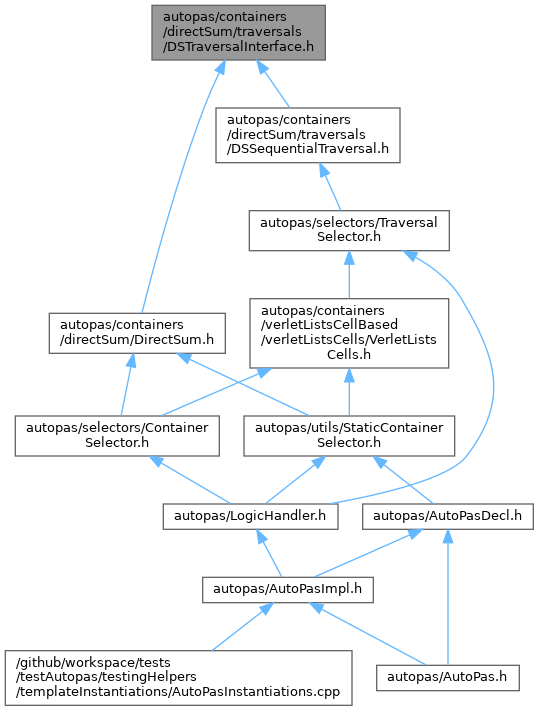 autopas/containers
/directSum/traversals
/DSTraversalInterface.h
autopas/containers
/directSum/traversals
/DSSequentialTraversal.h
autopas/selectors/Traversal
Selector.h
autopas/containers
/verletListsCellBased
/verletListsCells/VerletLists
Cells.h
autopas/containers
/directSum/DirectSum.h
autopas/selectors/Container
Selector.h
autopas/utils/StaticContainer
Selector.h
autopas/LogicHandler.h
autopas/AutoPasDecl.h
autopas/AutoPasImpl.h
/github/workspace/tests
/testAutopas/testingHelpers
/templateInstantiations/AutoPasInstantiations.cpp
autopas/AutoPas.h